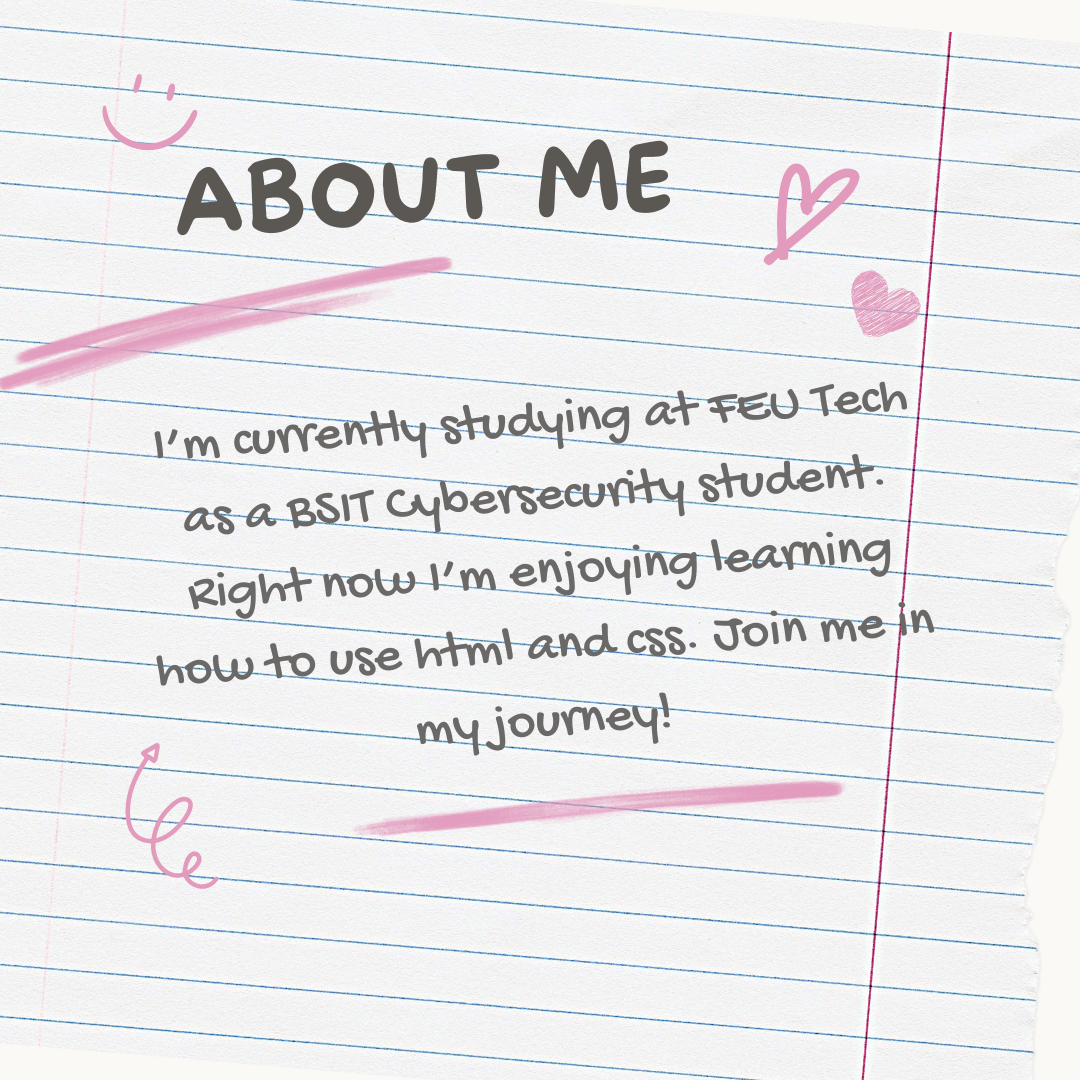 ABOUT ME
I'm currently studying at FEU Tech
as a BSIT Cybersecurity student.
Right now I'm enjoying learning
how to use html and css. Join me in
my journey!